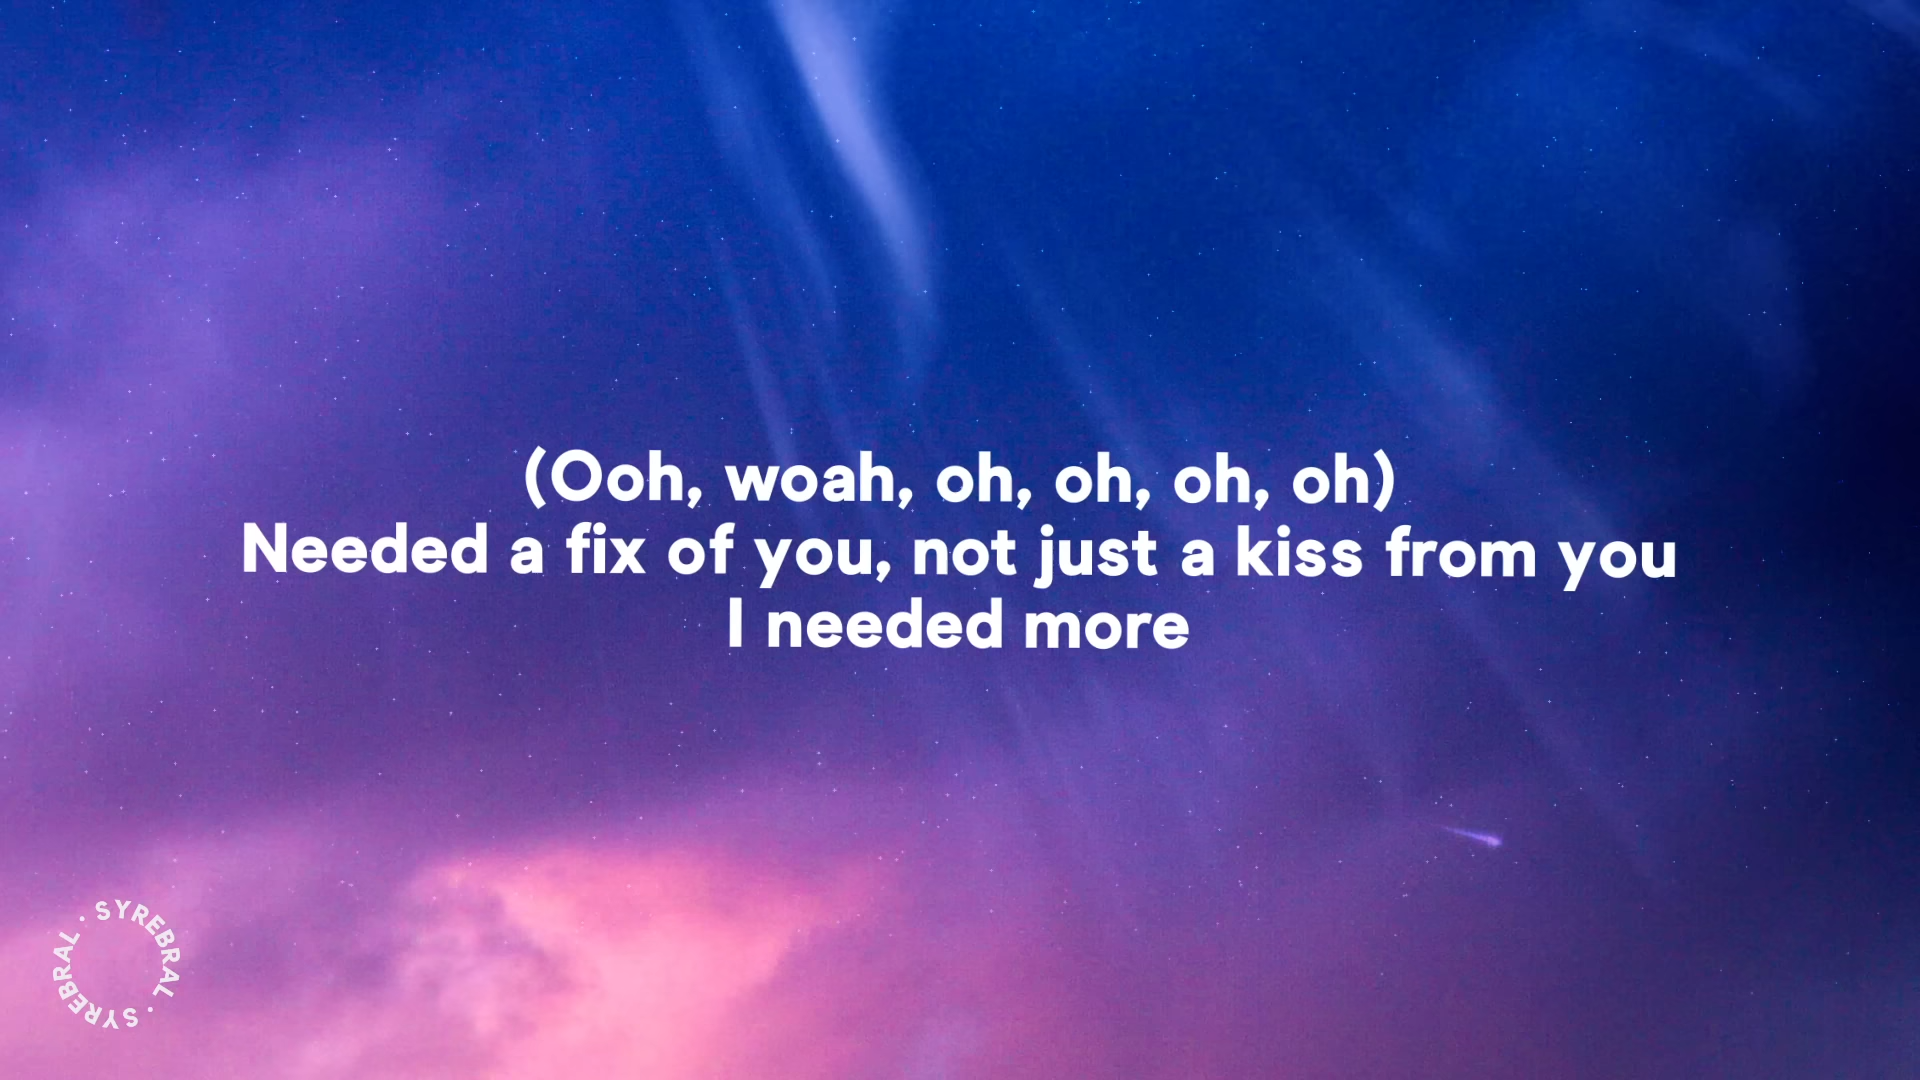 (Ooh, woah, oh, oh, oh, oh)
Needed a fix of you, not just a kiss from you
I needed more
SYREBRAL · SYREBRAL ·